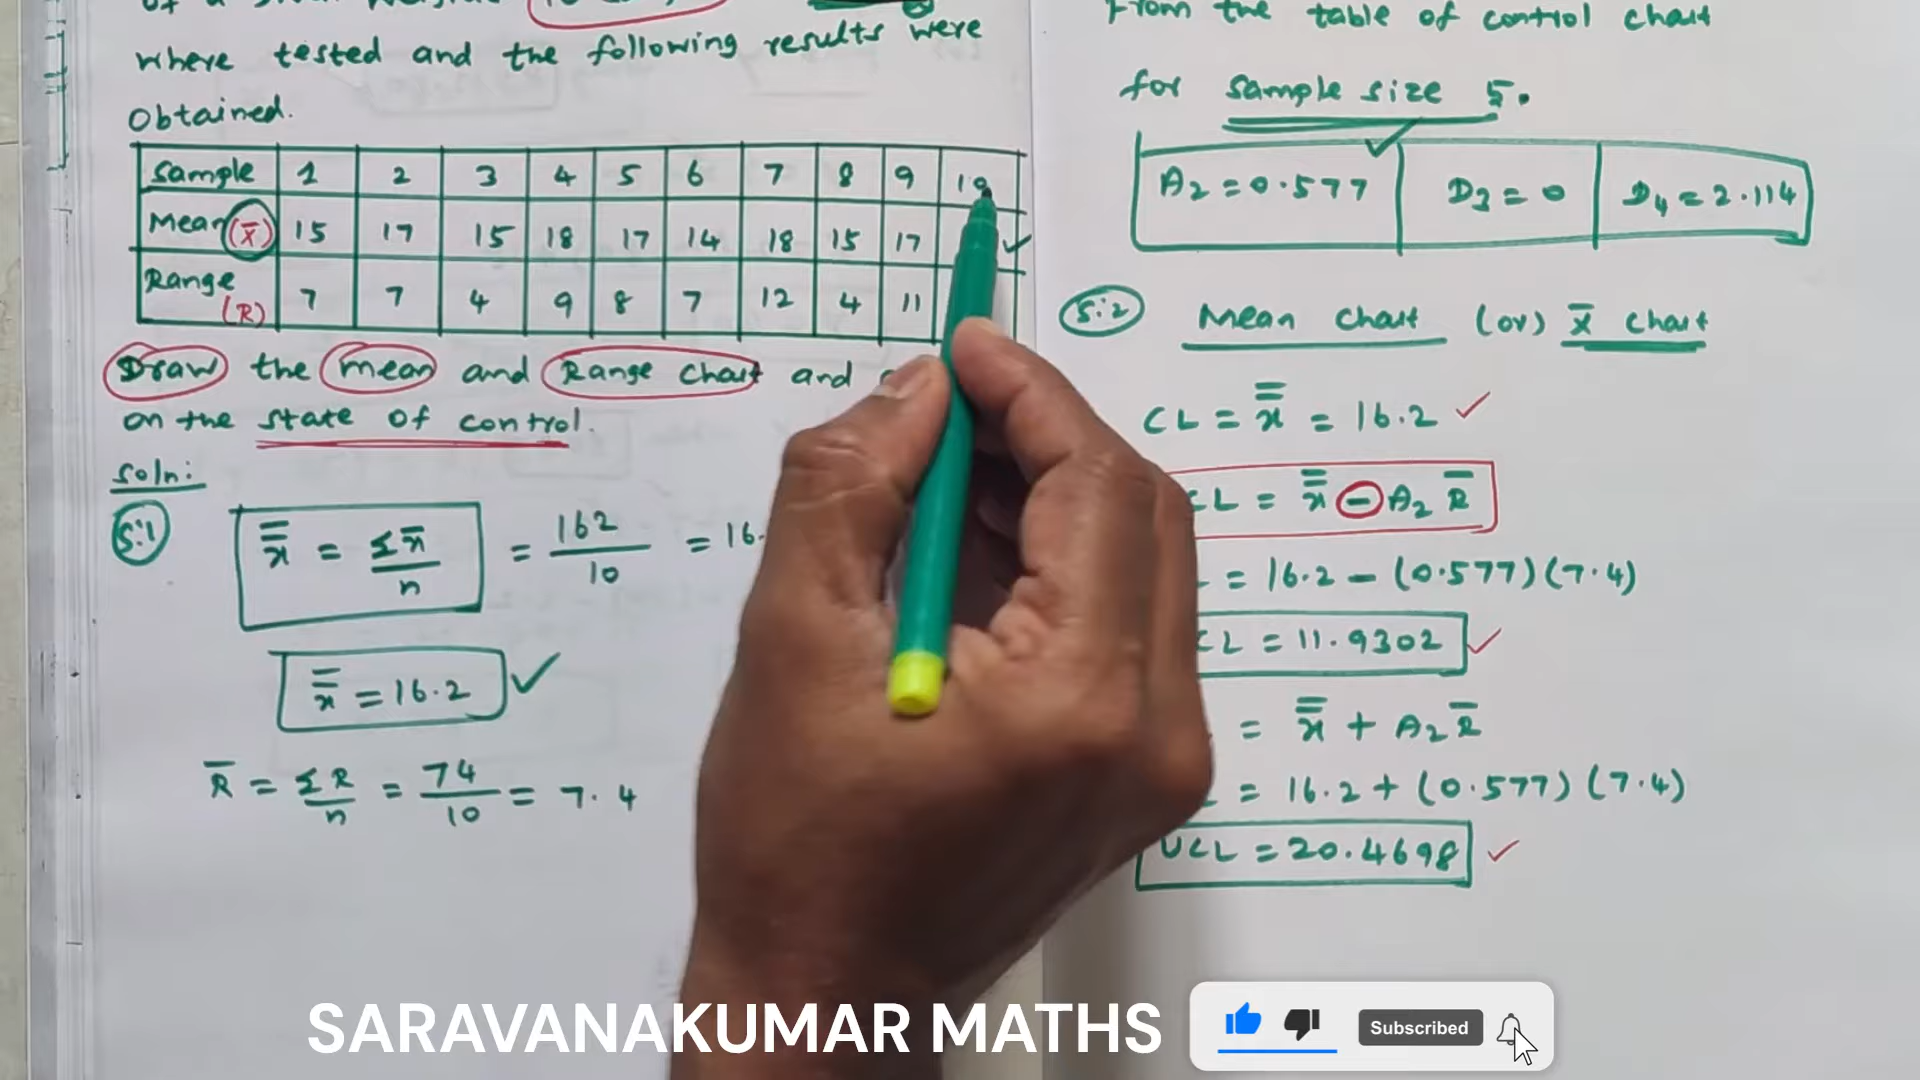 where tested and the following results were
Obtained.
Sample 1 2 3 4 5 6 7 8 9 10
Mean (x̄) 15 17 15 18 17 14 18 15 17
Range (R) 7 7 4 9 8 7 12 4 11
Draw the mean and Range chart and
on the state of control.
Soln:
S:1
x̿ = Σx̄/n = 162/10 = 16.
x̿ = 16.2
R̄ = ΣR/n = 74/10 = 7.4
From the table of control chart
for sample size 5.
A₂ = 0.577 D₃ = 0 D₄ = 2.114
S:2 Mean chart (or) x̄ chart
CL = x̿ = 16.2
CL = x̿ - A₂ R̄
= 16.2 - (0.577)(7.4)
CL = 11.9302
= x̿ + A₂ R̄
= 16.2 + (0.577)(7.4)
UCL = 20.4698
SARAVANAKUMAR MATHS
Subscribed